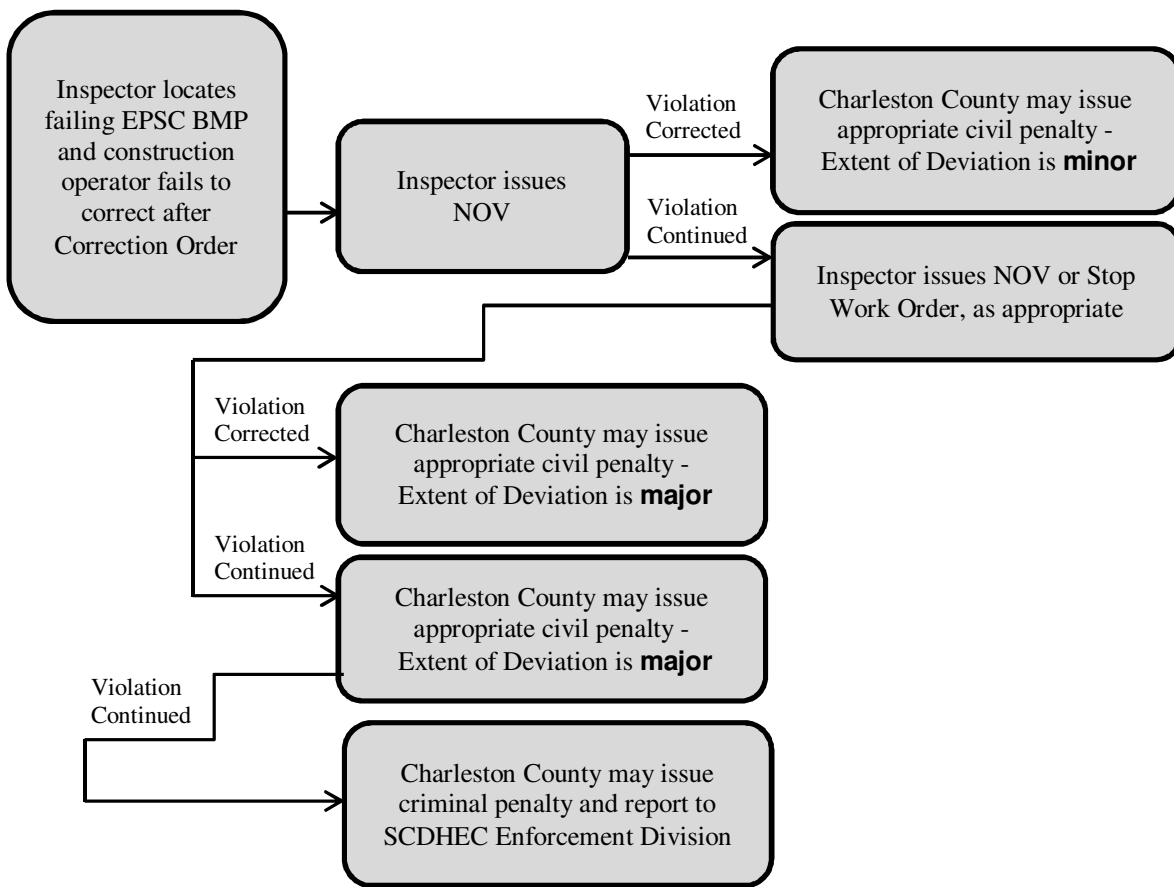 Inspector locates
failing EPSC BMP
and construction
operator fails to
correct after
Correction Order
Inspector issues
NOV
Violation
Corrected
Charleston County may issue
appropriate civil penalty -
Extent of Deviation is minor
Violation
Continued
Inspector issues NOV or Stop
Work Order, as appropriate
Violation
Corrected
Charleston County may issue
appropriate civil penalty -
Extent of Deviation is major
Violation
Continued
Charleston County may issue
appropriate civil penalty -
Extent of Deviation is major
Violation
Continued
Charleston County may issue
criminal penalty and report to
SCDHEC Enforcement Division